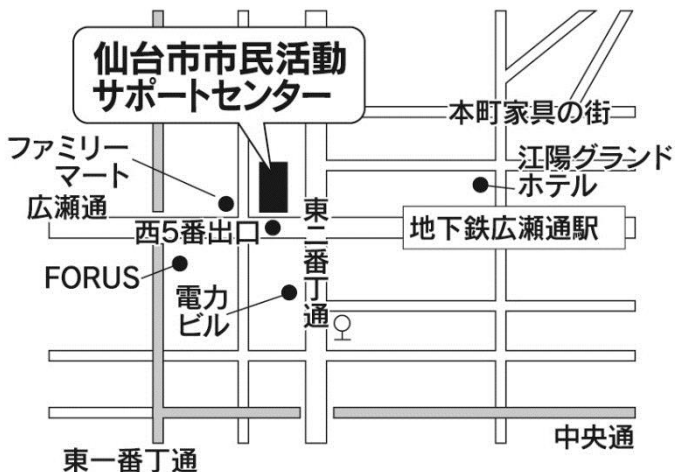 仙台市市民活動
サポートセンター
本町家具の街
ファミリー
マート
江陽グランド
ホテル
広瀬通
西5番出口
東二番丁通
地下鉄広瀬通駅
FORUS
電力
ビル
中央通
東一番丁通